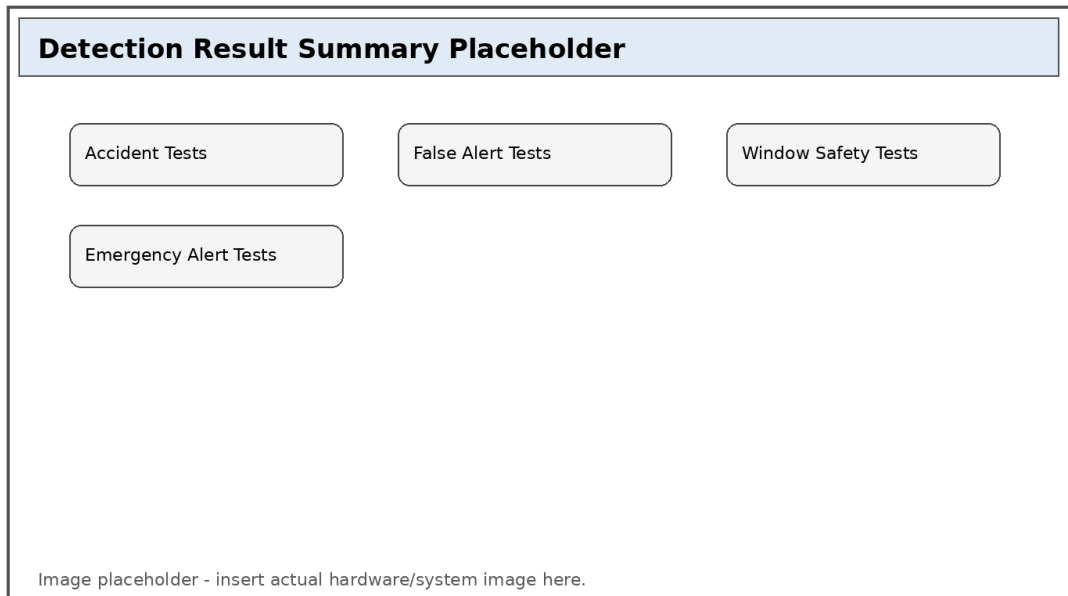 Detection Result Summary Placeholder
Accident Tests
False Alert Tests
Window Safety Tests
Emergency Alert Tests
Image placeholder - insert actual hardware/system image here.